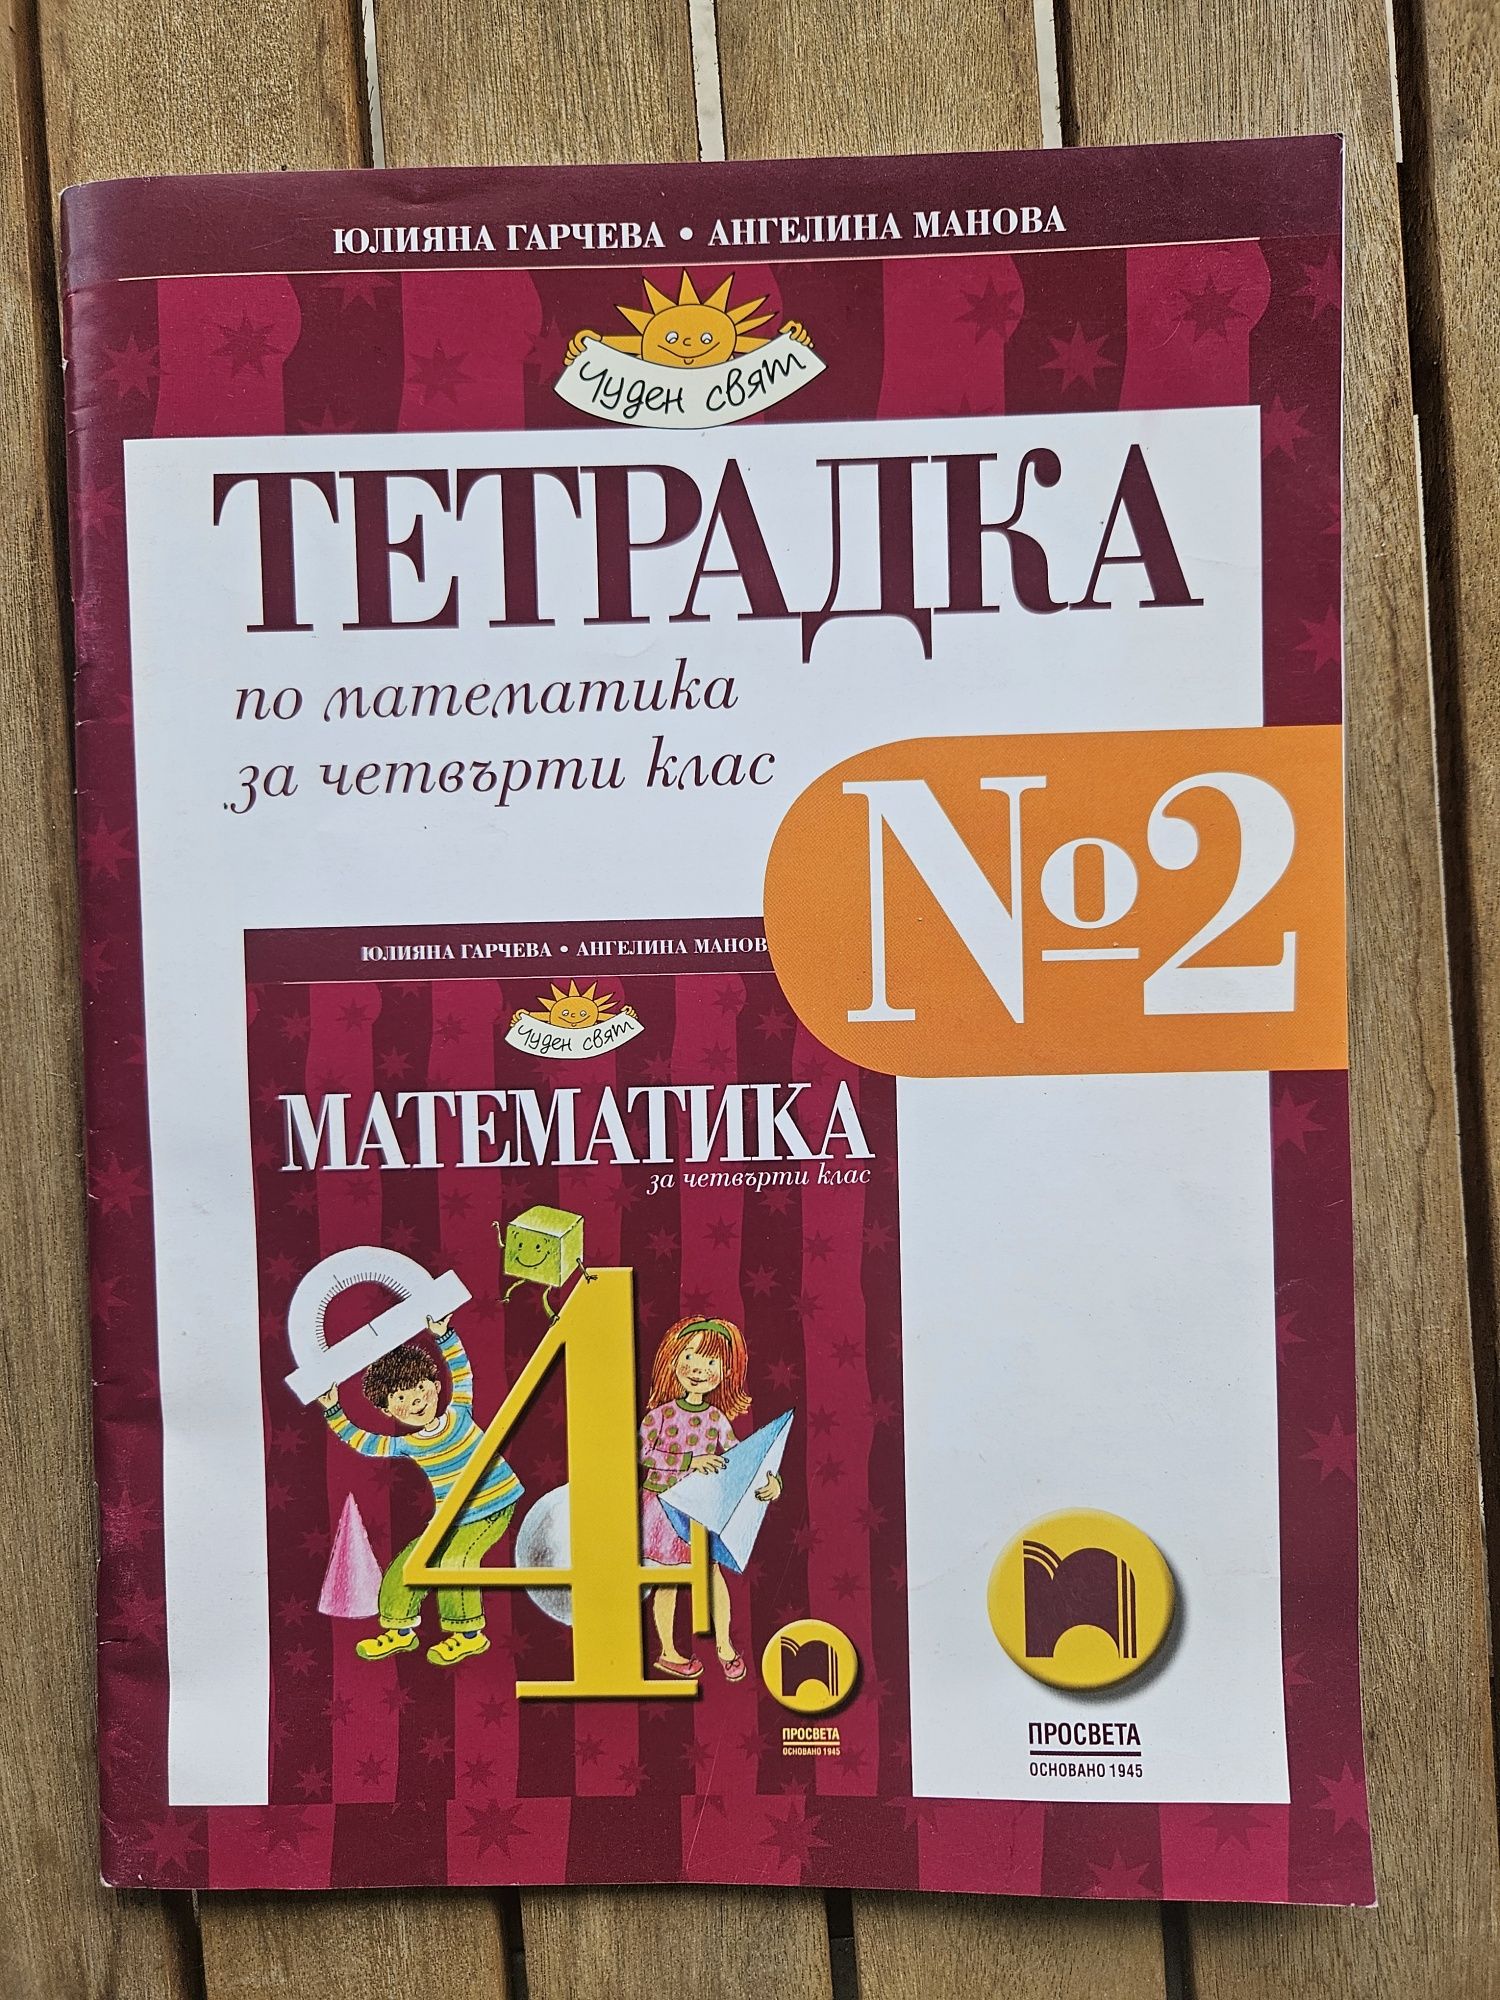 ЮЛИЯНА ГАРЧЕВА • АНГЕЛИНА МАНОВА
Чуден свят
ТЕТРАДКА
по математика
за четвърти клас
№2
ЮЛИЯНА ГАРЧЕВА • АНГЕЛИНА МАНОВ
Чуден свят
МАТЕМАТИКА
за четвърти клас
4.
ПРОСВЕТА
ОСНОВАНО 1945
ПРОСВЕТА
ОСНОВАНО 1945